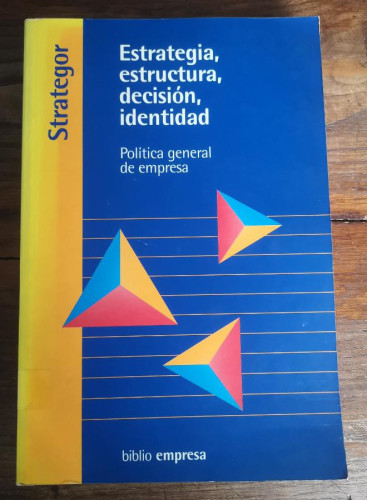 Strategor
Estrategia,
estructura,
decisión,
identidad
Política general
de empresa
biblio empresa